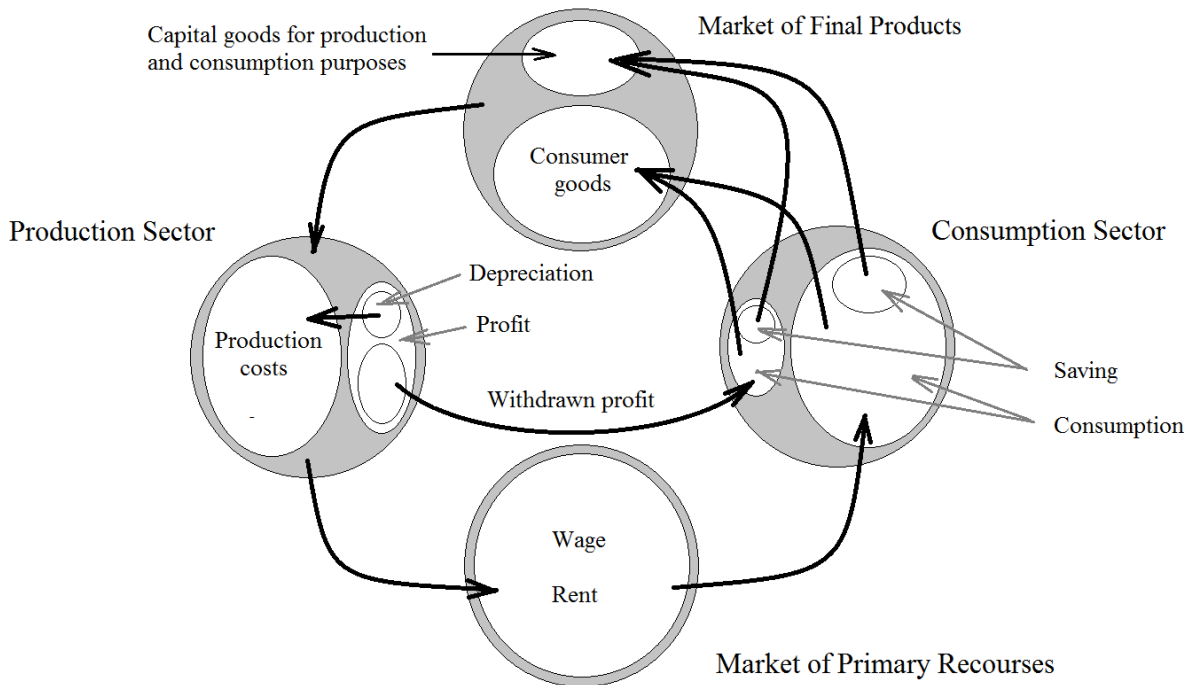 Capital goods for production
and consumption purposes
Market of Final Products
Consumer
goods
Production Sector
Consumption Sector
Depreciation
Profit
Production
costs
-
Withdrawn profit
Saving
Consumption
Wage
Rent
Market of Primary Recourses